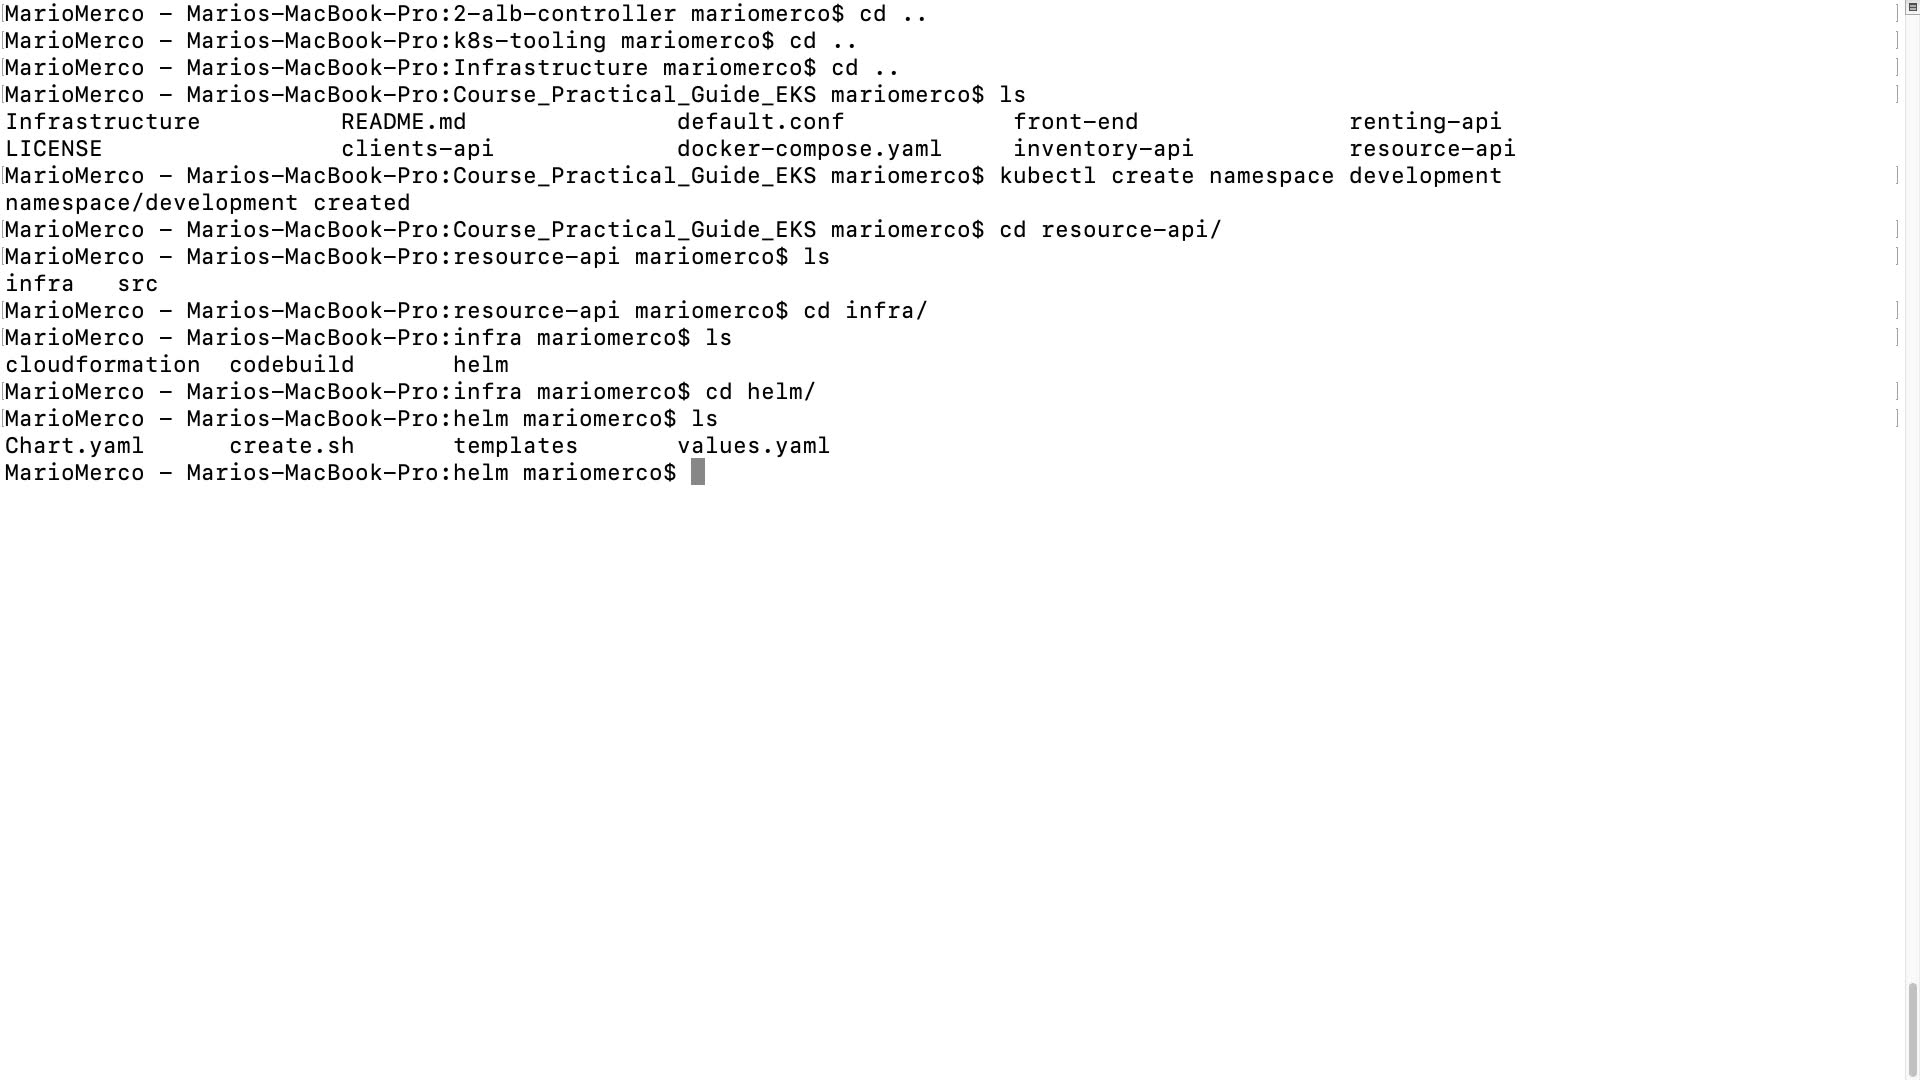 MarioMerco - Marios-MacBook-Pro:2-alb-controller mariomerco$ cd ..
MarioMerco - Marios-MacBook-Pro:k8s-tooling mariomerco$ cd ..
MarioMerco - Marios-MacBook-Pro:Infrastructure mariomerco$ cd ..
MarioMerco - Marios-MacBook-Pro:Course_Practical_Guide_EKS mariomerco$ ls
Infrastructure README.md default.conf front-end renting-api
LICENSE clients-api docker-compose.yaml inventory-api resource-api
MarioMerco - Marios-MacBook-Pro:Course_Practical_Guide_EKS mariomerco$ kubectl create namespace development
namespace/development created
MarioMerco - Marios-MacBook-Pro:Course_Practical_Guide_EKS mariomerco$ cd resource-api/
MarioMerco - Marios-MacBook-Pro:resource-api mariomerco$ ls
infra src
MarioMerco - Marios-MacBook-Pro:resource-api mariomerco$ cd infra/
MarioMerco - Marios-MacBook-Pro:infra mariomerco$ ls
cloudformation codebuild helm
MarioMerco - Marios-MacBook-Pro:infra mariomerco$ cd helm/
MarioMerco - Marios-MacBook-Pro:helm mariomerco$ ls
Chart.yaml create.sh templates values.yaml
MarioMerco - Marios-MacBook-Pro:helm mariomerco$